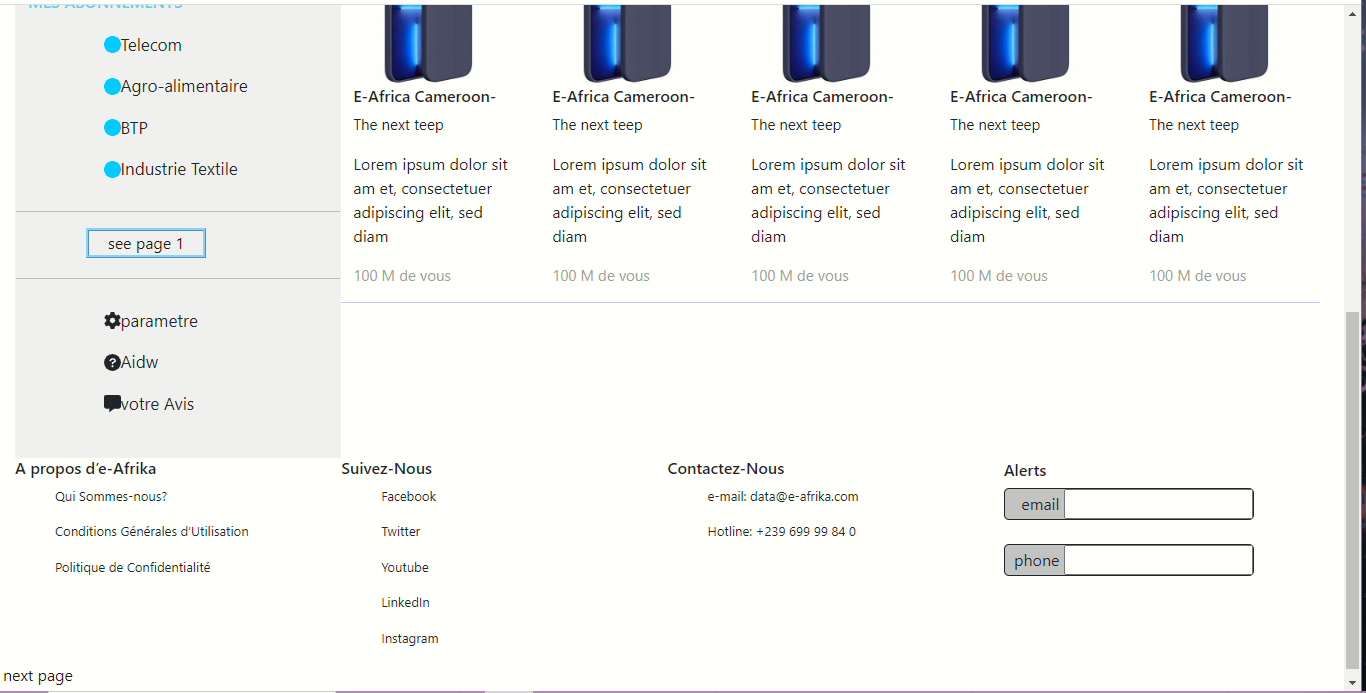 MES ABONNEMENTS
Telecom
Agro-alimentaire
BTP
Industrie Textile
see page 1
parametre
Aidw
votre Avis
E-Africa Cameroon-
The next teep
Lorem ipsum dolor sit
am et, consectetuer
adipiscing elit, sed
diam
100 M de vous
E-Africa Cameroon-
The next teep
Lorem ipsum dolor sit
am et, consectetuer
adipiscing elit, sed
diam
100 M de vous
E-Africa Cameroon-
The next teep
Lorem ipsum dolor sit
am et, consectetuer
adipiscing elit, sed
diam
100 M de vous
E-Africa Cameroon-
The next teep
Lorem ipsum dolor sit
am et, consectetuer
adipiscing elit, sed
diam
100 M de vous
E-Africa Cameroon-
The next teep
Lorem ipsum dolor sit
am et, consectetuer
adipiscing elit, sed
diam
100 M de vous
A propos d'e-Afrika
Qui Sommes-nous?
Conditions Générales d'Utilisation
Politique de Confidentialité
Suivez-Nous
Facebook
Twitter
Youtube
LinkedIn
Instagram
Contactez-Nous
e-mail: data@e-afrika.com
Hotline: +239 699 99 84 0
Alerts
email
phone
next page